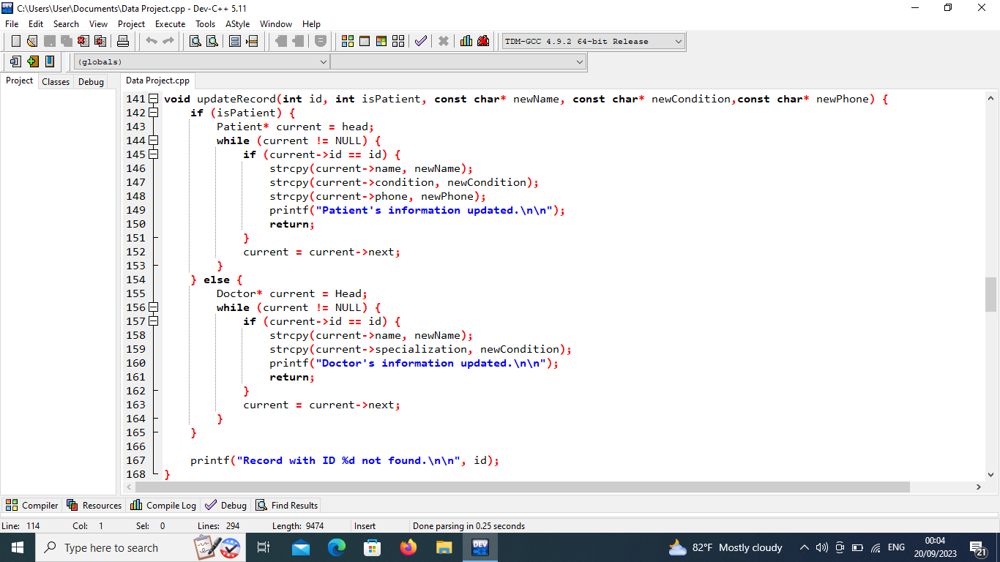 C:\Users\User\Documents\Data Project.cpp - Dev-C++ 5.11
File Edit Search View Project Execute Tools AStyle Window Help
TDM-GCC 4.9.2 64-bit Release
(globals)
Project Classes Debug
Data Project.cpp
141 void updateRecord(int id, int isPatient, const char* newName, const char* newCondition,const char* newPhone) {
142 if (isPatient) {
143 Patient* current = head;
144 while (current != NULL) {
145 if (current->id == id) {
146 strcpy(current->name, newName);
147 strcpy(current->condition, newCondition);
148 strcpy(current->phone, newPhone);
149 printf("Patient's information updated.\n\n");
150 return;
151 }
152 current = current->next;
153 }
154 } else {
155 Doctor* current = Head;
156 while (current != NULL) {
157 if (current->id == id) {
158 strcpy(current->name, newName);
159 strcpy(current->specialization, newCondition);
160 printf("Doctor's information updated.\n\n");
161 return;
162 }
163 current = current->next;
164 }
165 }
166
167 printf("Record with ID %d not found.\n\n", id);
168 }
Compiler Resources Compile Log Debug Find Results
Line: 114 Col: 1 Sel: 0 Lines: 294 Length: 9474 Insert Done parsing in 0.25 seconds
Type here to search
DEV
82°F Mostly cloudy
ENG
00:04
20/09/2023
21